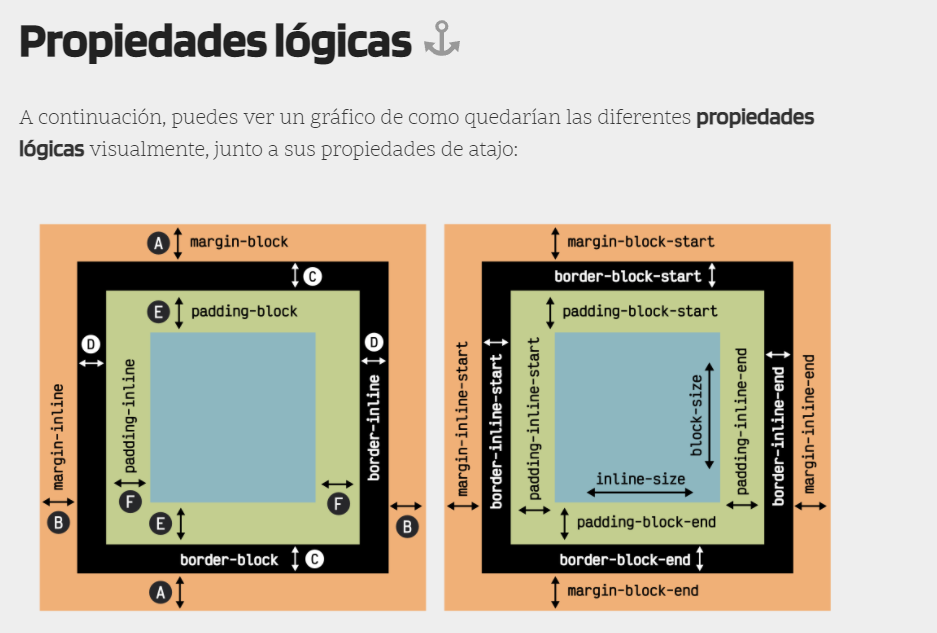 Propiedades lógicas
A continuación, puedes ver un gráfico de como quedarían las diferentes propiedades
lógicas visualmente, junto a sus propiedades de atajo:
A margin-block
C
E padding-block
D
D
margin-inline
padding-inline
border-inline
B
F
F
B
E
border-block C
A
margin-block-start
border-block-start
padding-block-start
margin-inline-start
border-inline-start
padding-inline-start
block-size
padding-inline-end
border-inline-end
margin-inline-end
inline-size
padding-block-end
border-block-end
margin-block-end